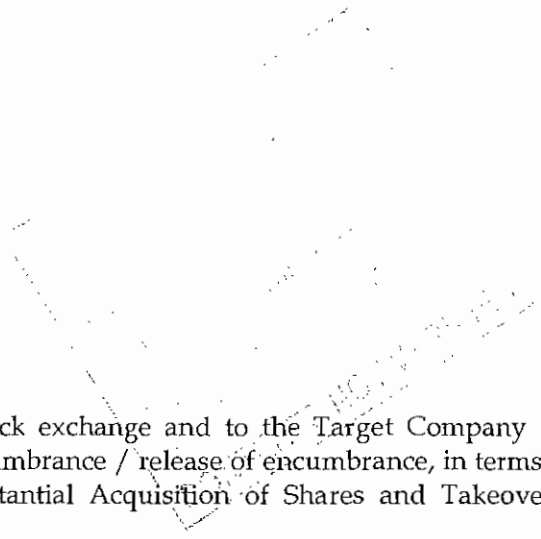 ck exchange and to the Target Company
mbrance / release of encumbrance, in terms
tantial Acquisition of Shares and Takeove